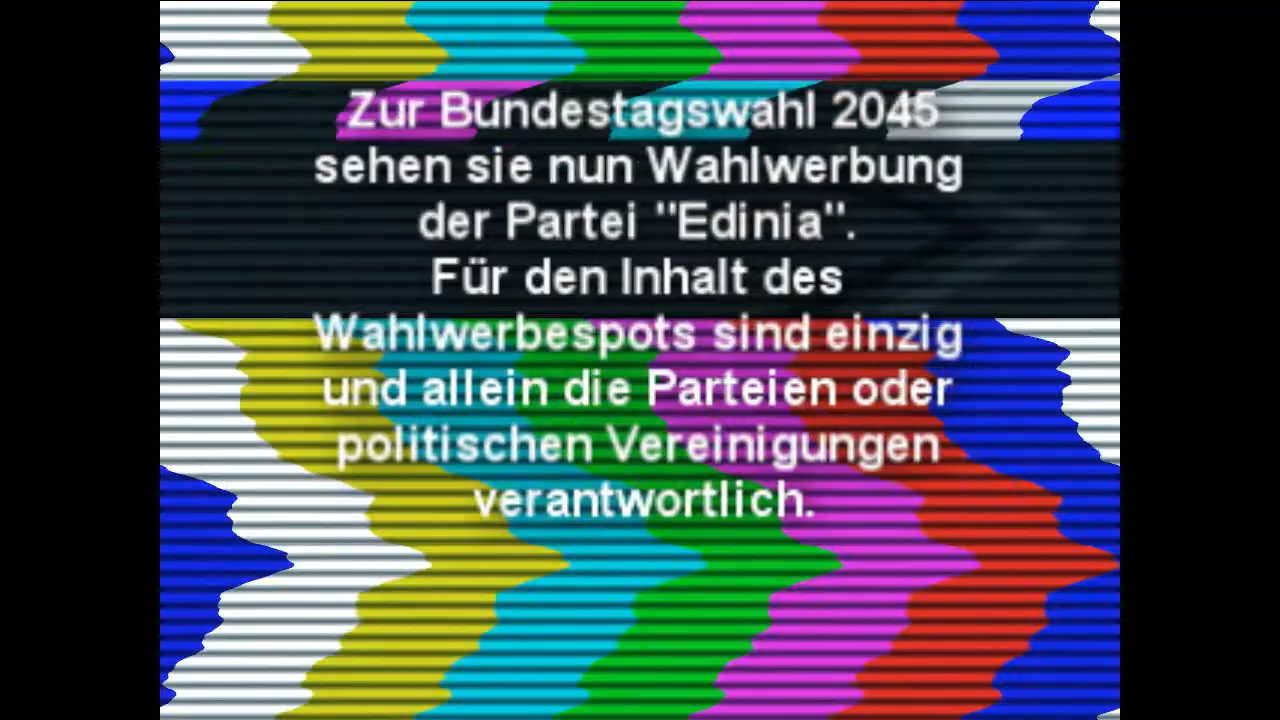 Zur Bundestagswahl 2045
sehen sie nun Wahlwerbung
der Partei "Edinia".
Für den Inhalt des
Wahlwerbespots sind einzig
und allein die Parteien oder
politischen Vereinigungen
verantwortlich.